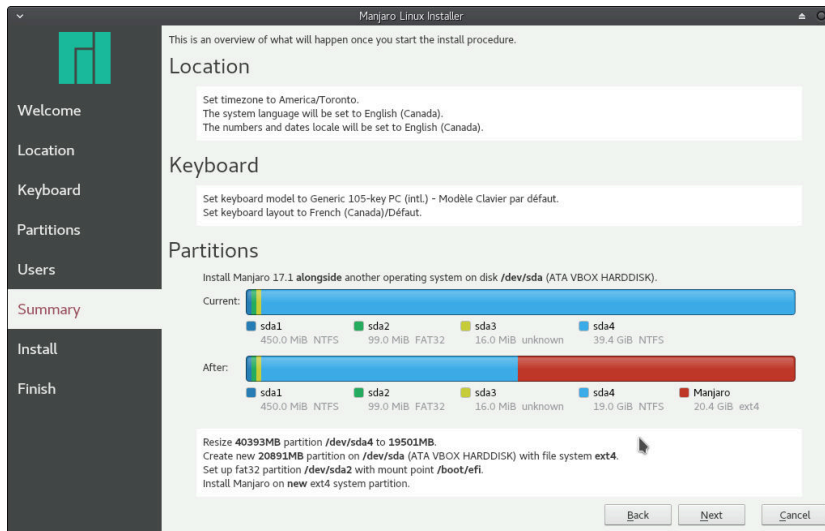 Manjaro Linux Installer
This is an overview of what will happen once you start the install procedure.
Location
Set timezone to America/Toronto.
The system language will be set to English (Canada).
The numbers and dates locale will be set to English (Canada).
Welcome
Location
Keyboard
Partitions
Users
Summary
Install
Finish
Keyboard
Set keyboard model to Generic 105-key PC (intl.) - Modèle Clavier par défaut.
Set keyboard layout to French (Canada)/Défaut.
Partitions
Install Manjaro 17.1 alongside another operating system on disk /dev/sda (ATA VBOX HARDDISK).
Current:
sda1 sda2 sda3 sda4
450.0 MiB NTFS 99.0 MiB FAT32 16.0 MiB unknown 39.4 GiB NTFS
After:
sda1 sda2 sda3 sda4 Manjaro
450.0 MiB NTFS 99.0 MiB FAT32 16.0 MiB unknown 19.0 GiB NTFS 20.4 GiB ext4
Resize 40393MB partition /dev/sda4 to 19501MB.
Create new 20891MB partition on /dev/sda (ATA VBOX HARDDISK) with file system ext4.
Set up fat32 partition /dev/sda2 with mount point /boot/efi.
Install Manjaro on new ext4 system partition.
Back Next Cancel